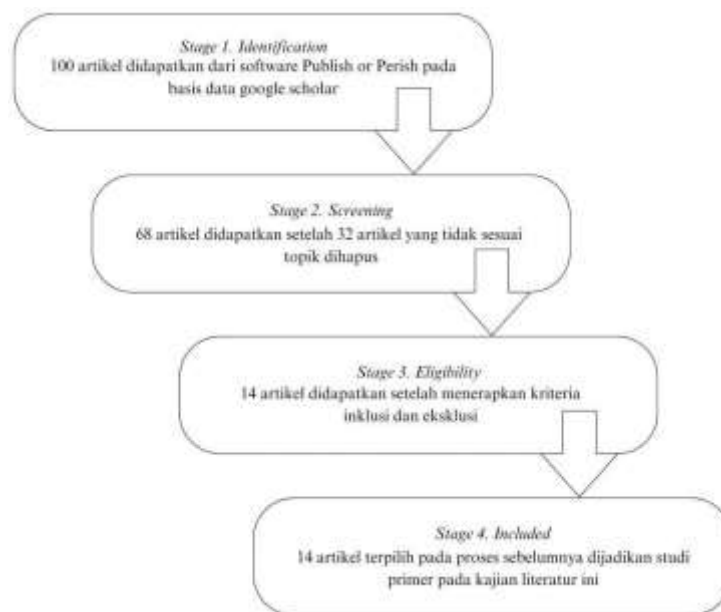 Stage 1. Identification
100 artikel didapatkan dari software Publish or Perish pada
basis data google scholar
Stage 2. Screening
68 artikel didapatkan setelah 32 artikel yang tidak sesuai
topik dihapus
Stage 3. Eligibility
14 artikel didapatkan setelah menerapkan kriteria
inklusi dan eksklusi
Stage 4. Included
14 artikel terpilih pada proses sebelumnya dijadikan studi
primer pada kajian literatur ini